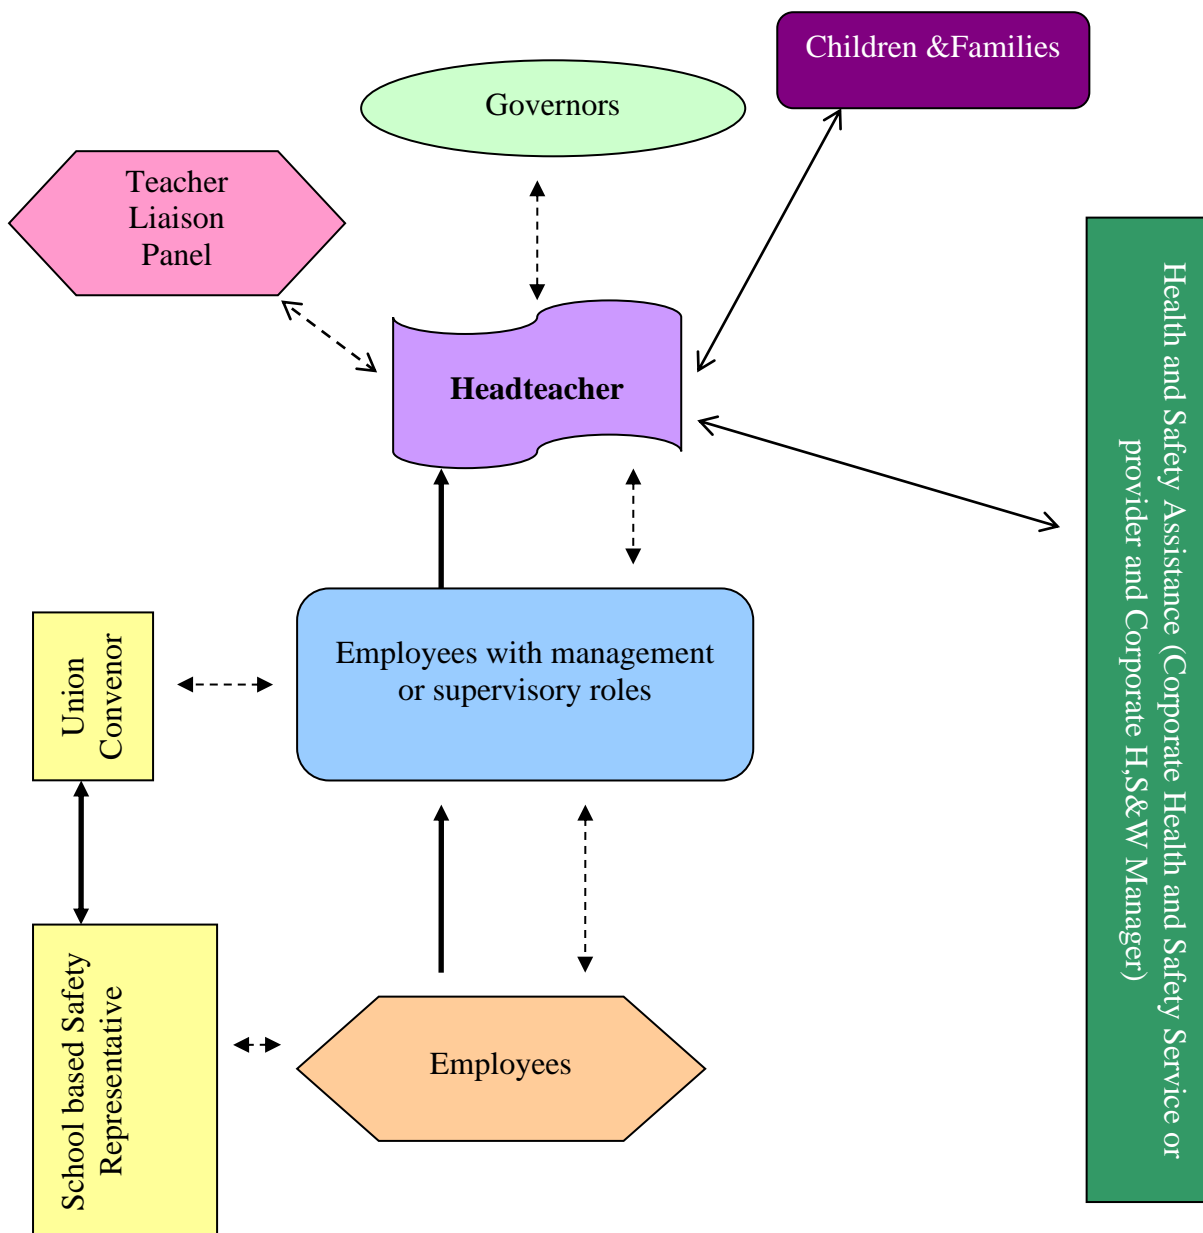 Children &Families
Governors
Teacher
Liaison
Panel
Headteacher
Health and Safety Assistance (Corporate Health and Safety Service or
provider and Corporate H,S&W Manager)
Employees with management
or supervisory roles
Union
Convenor
School based Safety
Representative
Employees